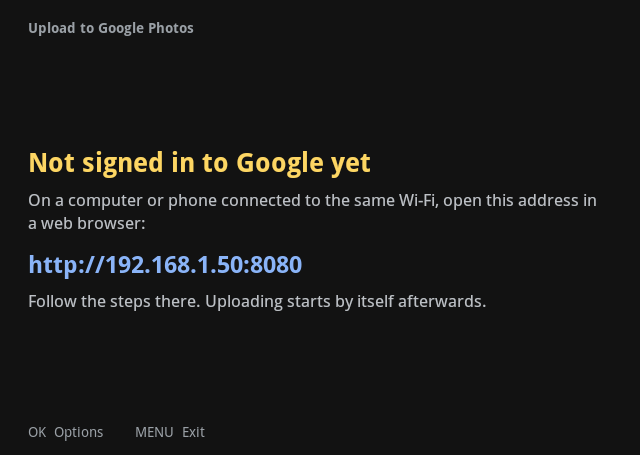 Upload to Google Photos
Not signed in to Google yet
On a computer or phone connected to the same Wi-Fi, open this address in
a web browser:
http://192.168.1.50:8080
Follow the steps there. Uploading starts by itself afterwards.
OK Options MENU Exit